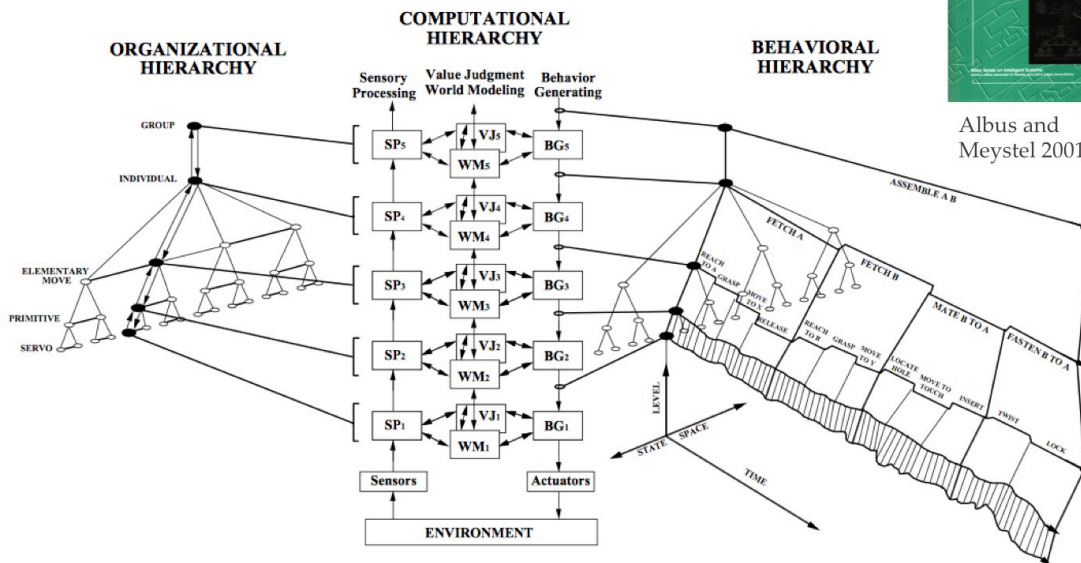 COMPUTATIONAL
HIERARCHY
ORGANIZATIONAL
HIERARCHY
BEHAVIORAL
HIERARCHY
Albus and
Meystel 2001
Sensory
Processing
Value Judgment
World Modeling
Behavior
Generating
GROUP
INDIVIDUAL
ELEMENTARY
MOVE
PRIMITIVE
SERVO
SP5
VJ5
WM5
BG5
SP4
VJ4
WM4
BG4
SP3
VJ3
WM3
BG3
SP2
VJ2
WM2
BG2
SP1
VJ1
WM1
BG1
Sensors
Actuators
ENVIRONMENT
ASSEMBLE A B
FETCH A
FETCH B
MATE B TO A
FASTEN B TO A
REACH
TO A
GRASP
MOVE
TO X
RELEASE
REACH
TO B
GRASP
MOVE
TO Y
LOCATE
HOLE
MOVE TO
TOUCH
INSERT
TWIST
LOCK
LEVEL
STATE SPACE
TIME